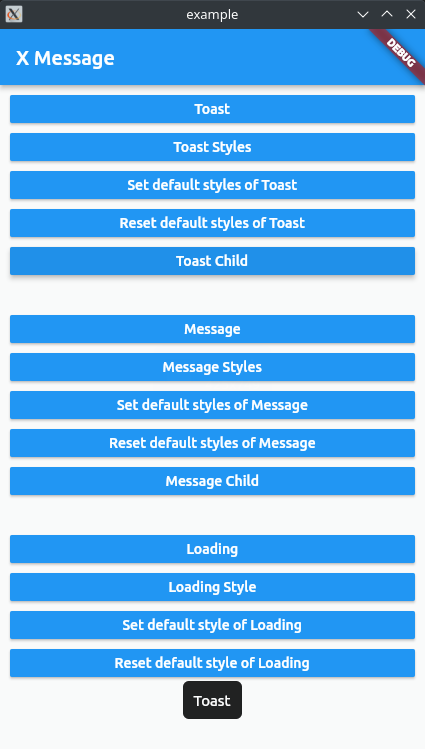 example
X Message
DEBUG
Toast
Toast Styles
Set default styles of Toast
Reset default styles of Toast
Toast Child
Message
Message Styles
Set default styles of Message
Reset default styles of Message
Message Child
Loading
Loading Style
Set default style of Loading
Reset default style of Loading
Toast